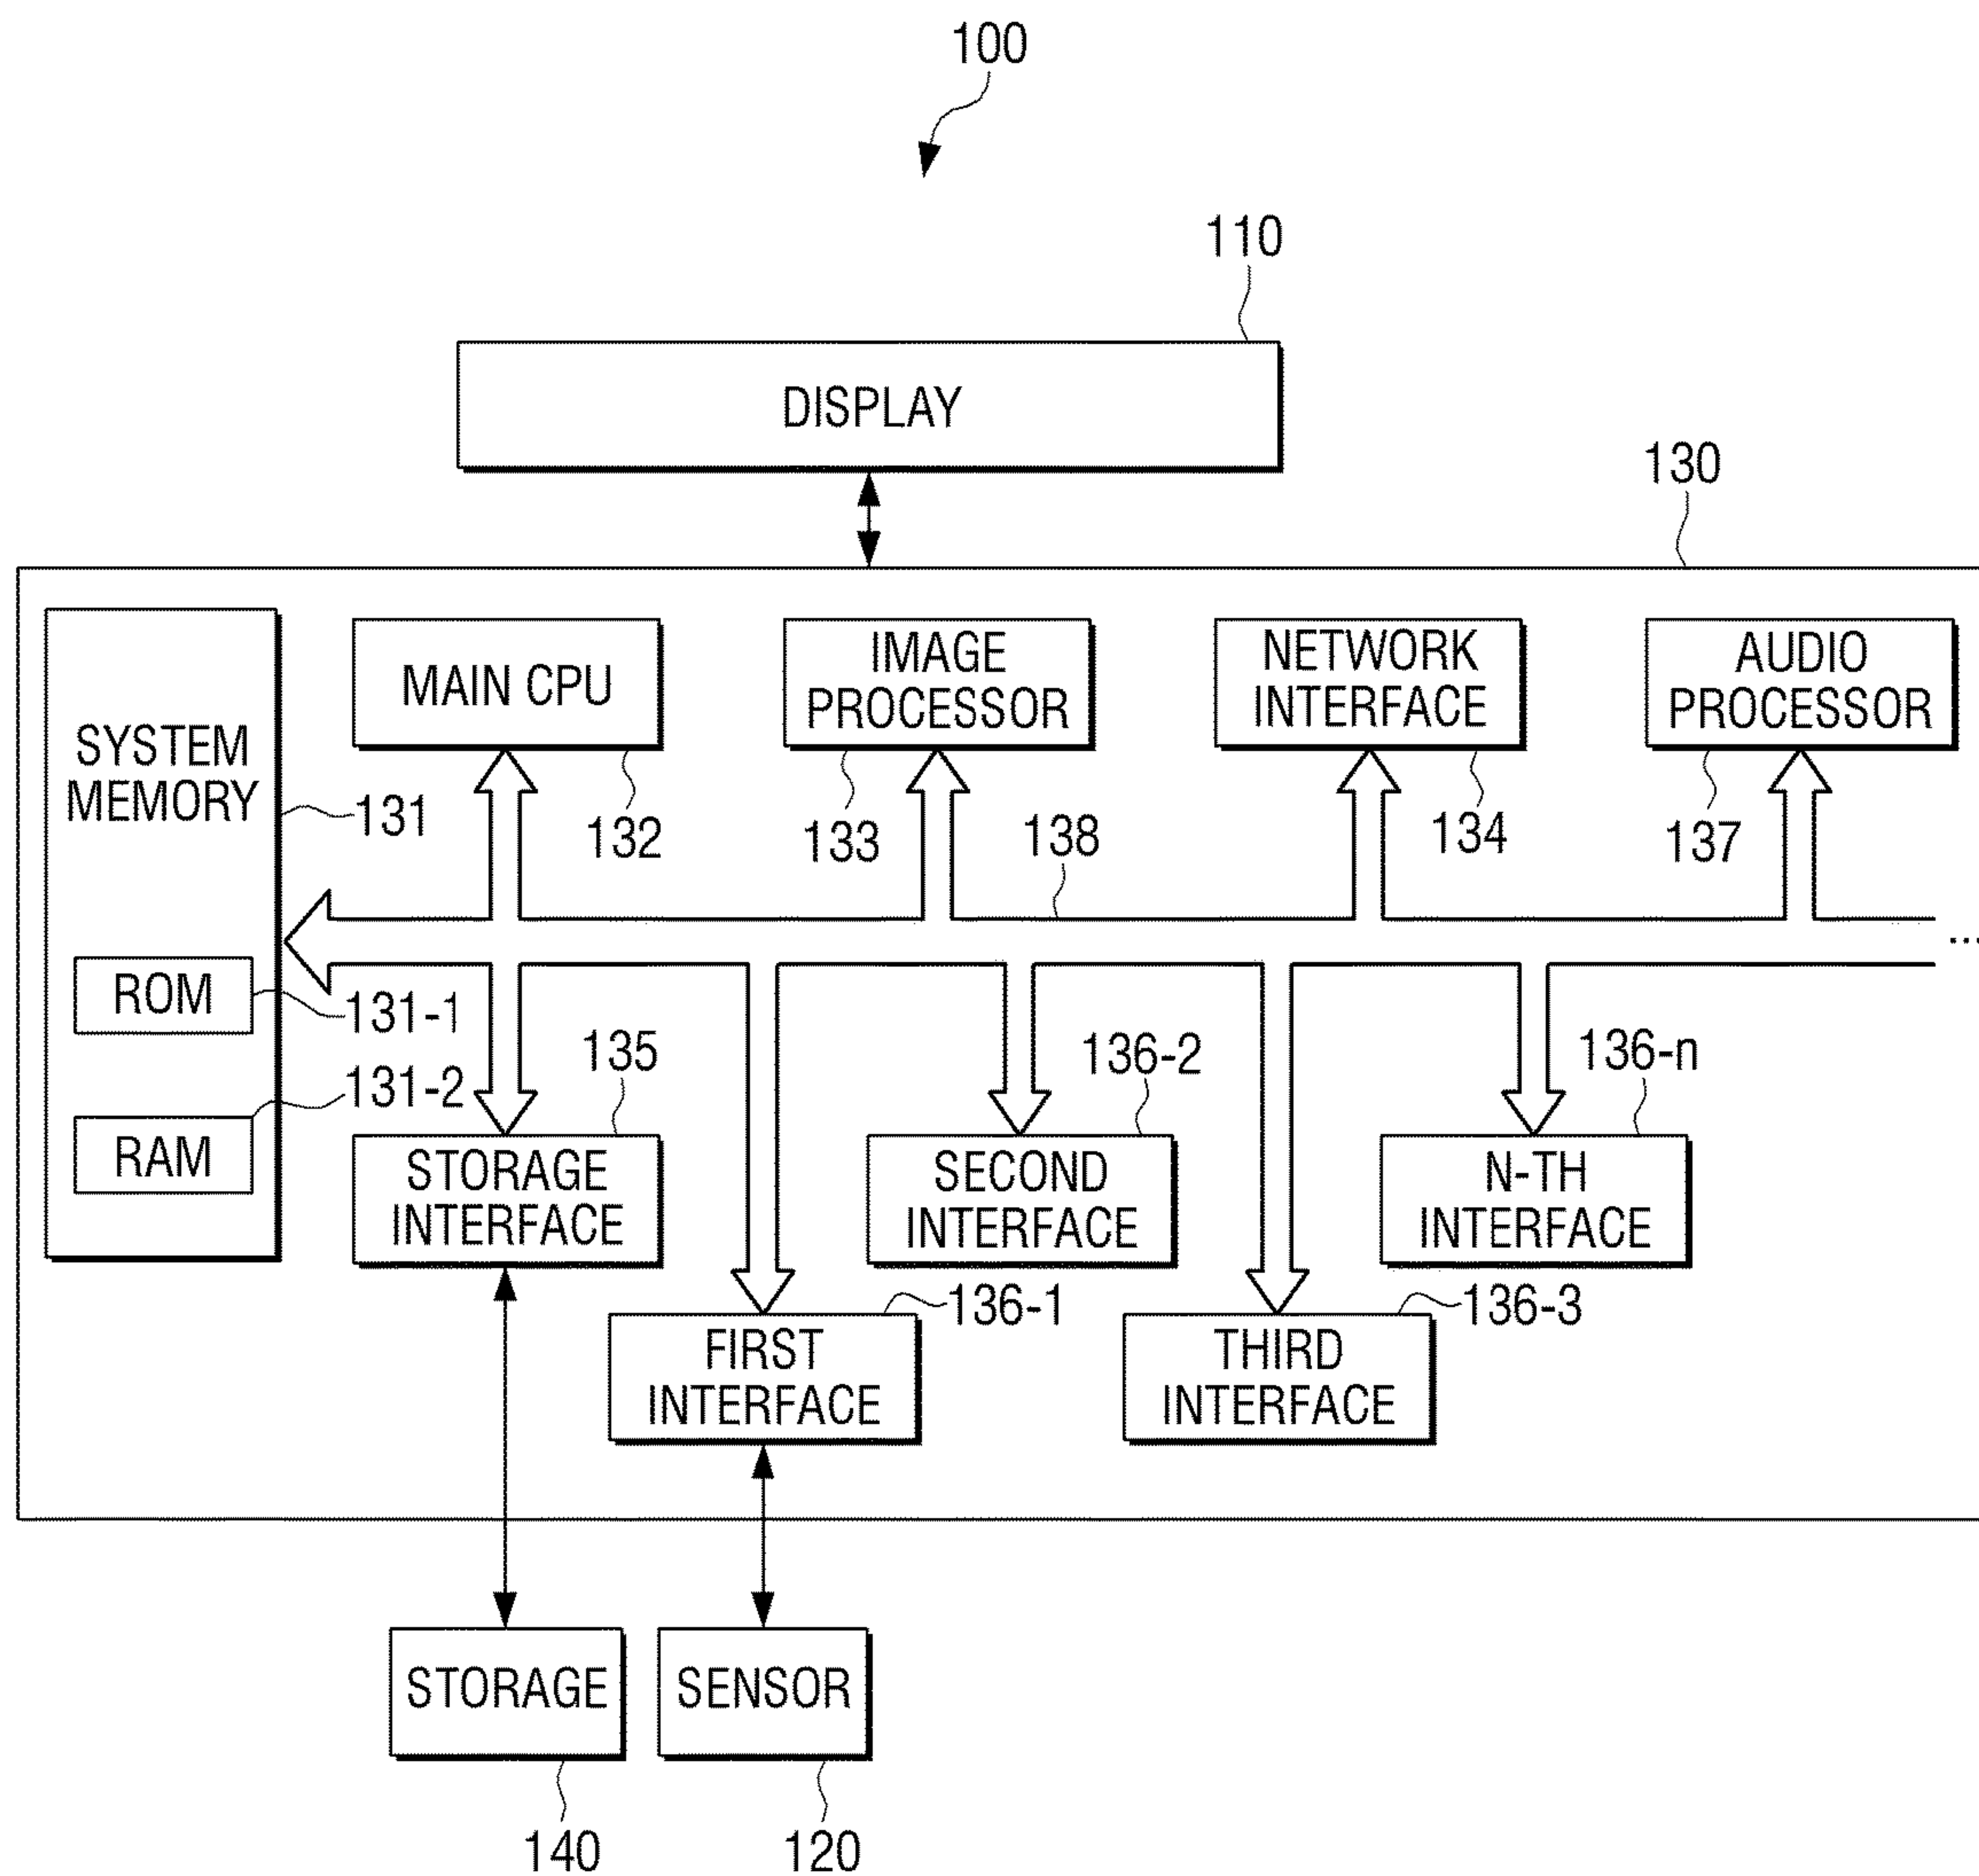 100
110
DISPLAY
130
SYSTEM
MEMORY
131
MAIN CPU
132
IMAGE
PROCESSOR
133
NETWORK
INTERFACE
134
AUDIO
PROCESSOR
137
138
...
ROM
131-1
RAM
131-2
135
STORAGE
INTERFACE
136-2
SECOND
INTERFACE
136-n
N-TH
INTERFACE
136-1
FIRST
INTERFACE
136-3
THIRD
INTERFACE
STORAGE
140
SENSOR
120